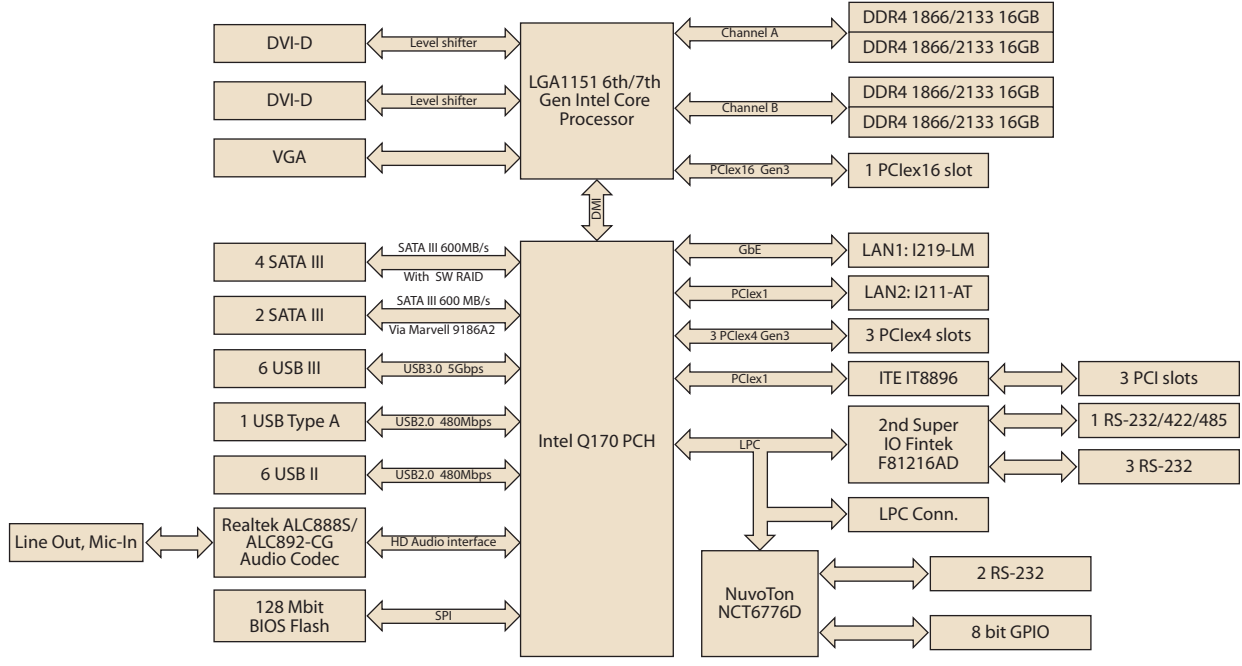 DVI-D
Level shifter
DVI-D
Level shifter
VGA
LGA1151 6th/7th
Gen Intel Core
Processor
Channel A
DDR4 1866/2133 16GB
DDR4 1866/2133 16GB
Channel B
DDR4 1866/2133 16GB
DDR4 1866/2133 16GB
PCIex16 Gen3
1 PCIex16 slot
DMI
4 SATA III
SATA III 600MB/s
With SW RAID
2 SATA III
SATA III 600 MB/s
Via Marvell 9186A2
6 USB III
USB3.0 5Gbps
1 USB Type A
USB2.0 480Mbps
6 USB II
USB2.0 480Mbps
Line Out, Mic-In
Realtek ALC888S/
ALC892-CG
Audio Codec
HD Audio interface
128 Mbit
BIOS Flash
SPI
Intel Q170 PCH
GbE
LAN1: I219-LM
PCIex1
LAN2: I211-AT
3 PCIex4 Gen3
3 PCIex4 slots
PCIex1
ITE IT8896
3 PCI slots
LPC
2nd Super
IO Fintek
F81216AD
1 RS-232/422/485
3 RS-232
LPC Conn.
NuvoTon
NCT6776D
2 RS-232
8 bit GPIO